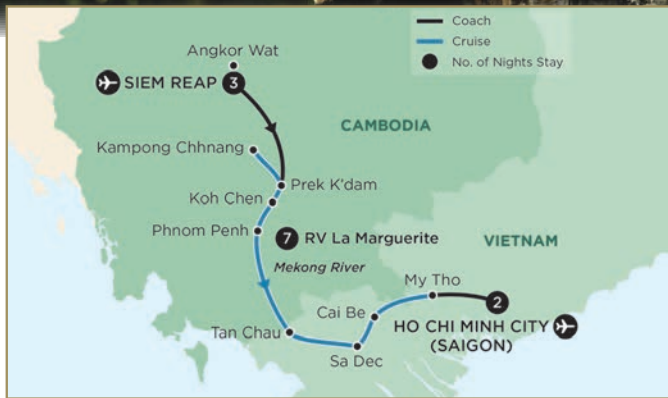 Coach
Cruise
No. of Nights Stay
Angkor Wat
SIEM REAP 3
CAMBODIA
Kampong Chhnang
Prek K'dam
Koh Chen
Phnom Penh
7 RV La Marguerite
VIETNAM
Mekong River
My Tho
2
Cai Be
HO CHI MINH CITY
(SAIGON)
Tan Chau
Sa Dec